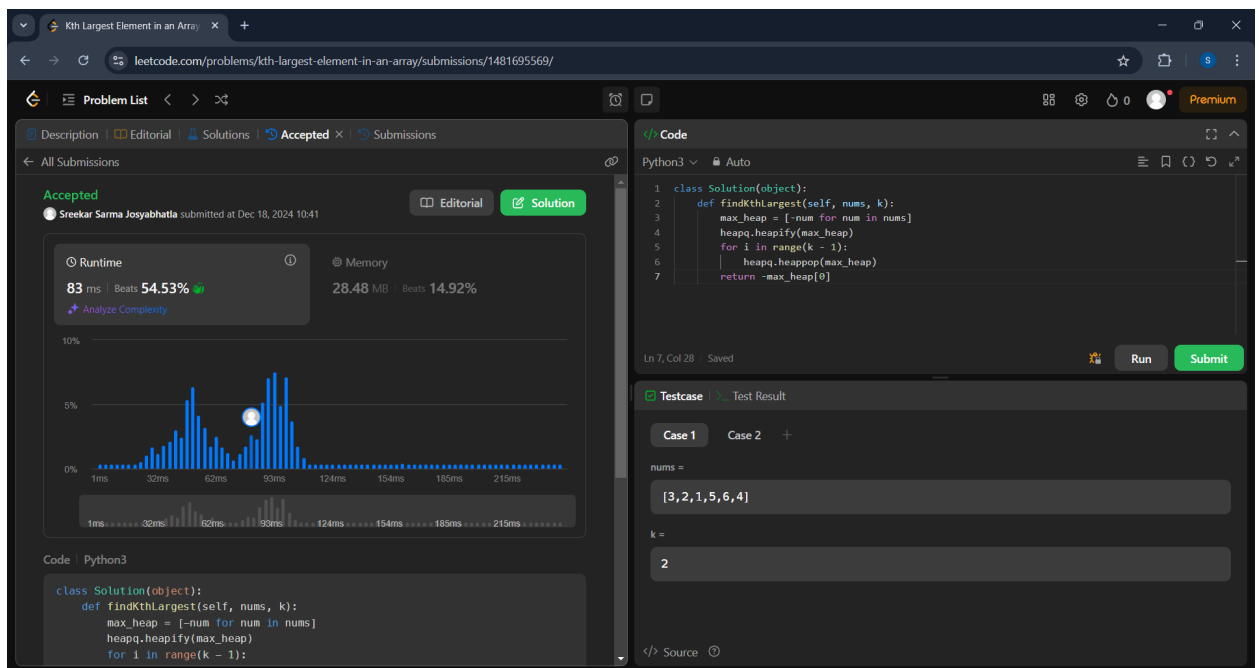 Kth Largest Element in an Array
leetcode.com/problems/kth-largest-element-in-an-array/submissions/1481695569/
S
Problem List
0
Premium
Description | Editorial | Solutions | Accepted | Submissions
All Submissions
Accepted
Sreekar Sarma Josyabhatla submitted at Dec 18, 2024 10:41
Editorial
Solution
Runtime
83 ms | Beats 54.53%
Analyze Complexity
Memory
28.48 MB | Beats 14.92%
10%
5%
0%
1ms 32ms 62ms 93ms 124ms 154ms 185ms 215ms
1ms 32ms 62ms 93ms 124ms 154ms 185ms 215ms
Code | Python3
class Solution(object):
    def findKthLargest(self, nums, k):
        max_heap = [-num for num in nums]
        heapq.heapify(max_heap)
        for i in range(k - 1):
</> Code
Python3 Auto
1 class Solution(object):
2     def findKthLargest(self, nums, k):
3         max_heap = [-num for num in nums]
4         heapq.heapify(max_heap)
5         for i in range(k - 1):
6             heapq.heappop(max_heap)
7         return -max_heap[0]
Ln 7, Col 28 | Saved
Run
Submit
Testcase | >_ Test Result
Case 1 Case 2 +
nums =
[3,2,1,5,6,4]
k =
2
</> Source